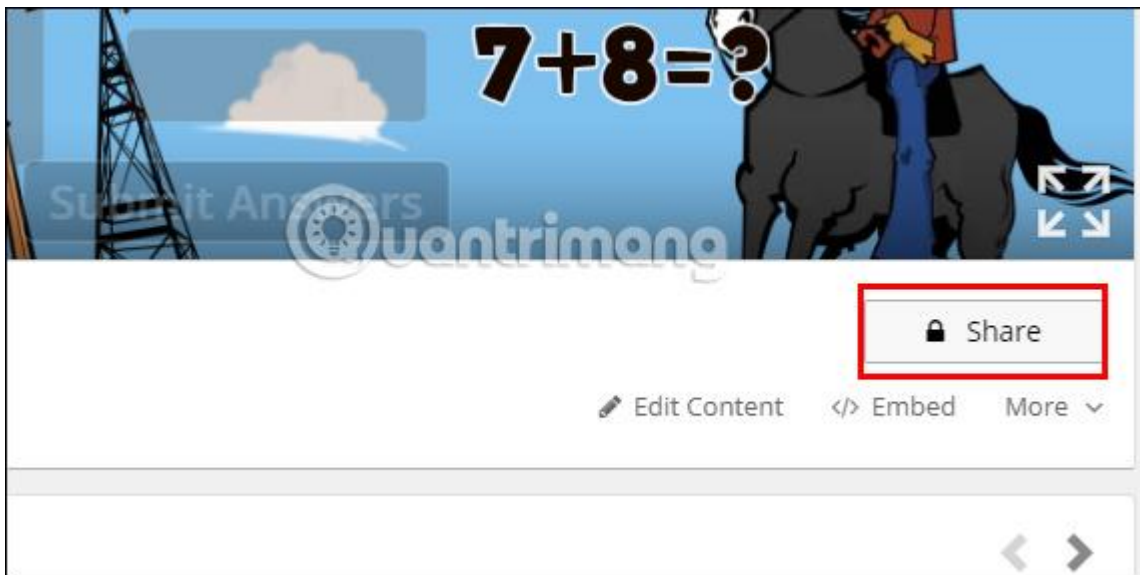 7+8=?
Submit Answers
Quantrimang
Share
Edit Content </> Embed More